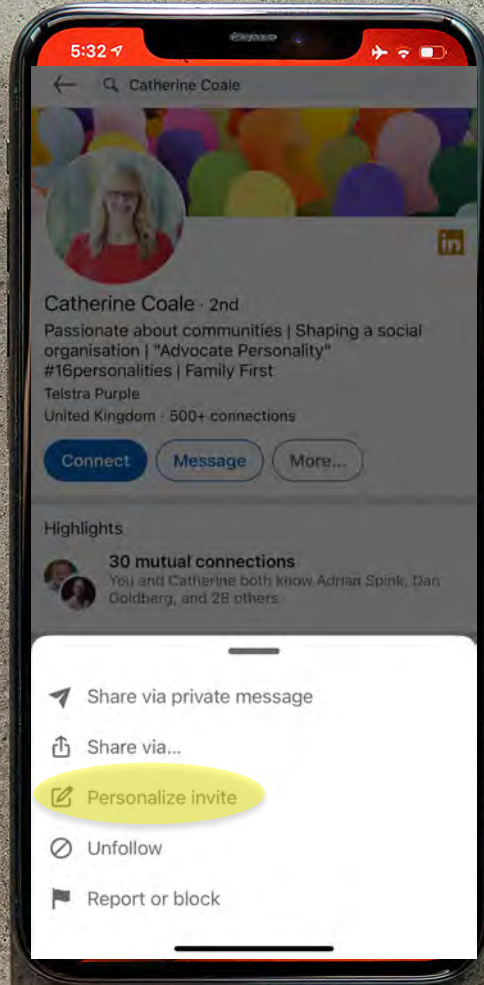 5:32
Catherine Coale
in
Catherine Coale · 2nd
Passionate about communities | Shaping a social
organisation | "Advocate Personality"
#16personalities | Family First
Telstra Purple
United Kingdom · 500+ connections
Connect
Message
More...
Highlights
30 mutual connections
You and Catherine both know Adrian Spink, Dan
Goldberg, and 28 others
Share via private message
Share via...
Personalize invite
Unfollow
Report or block